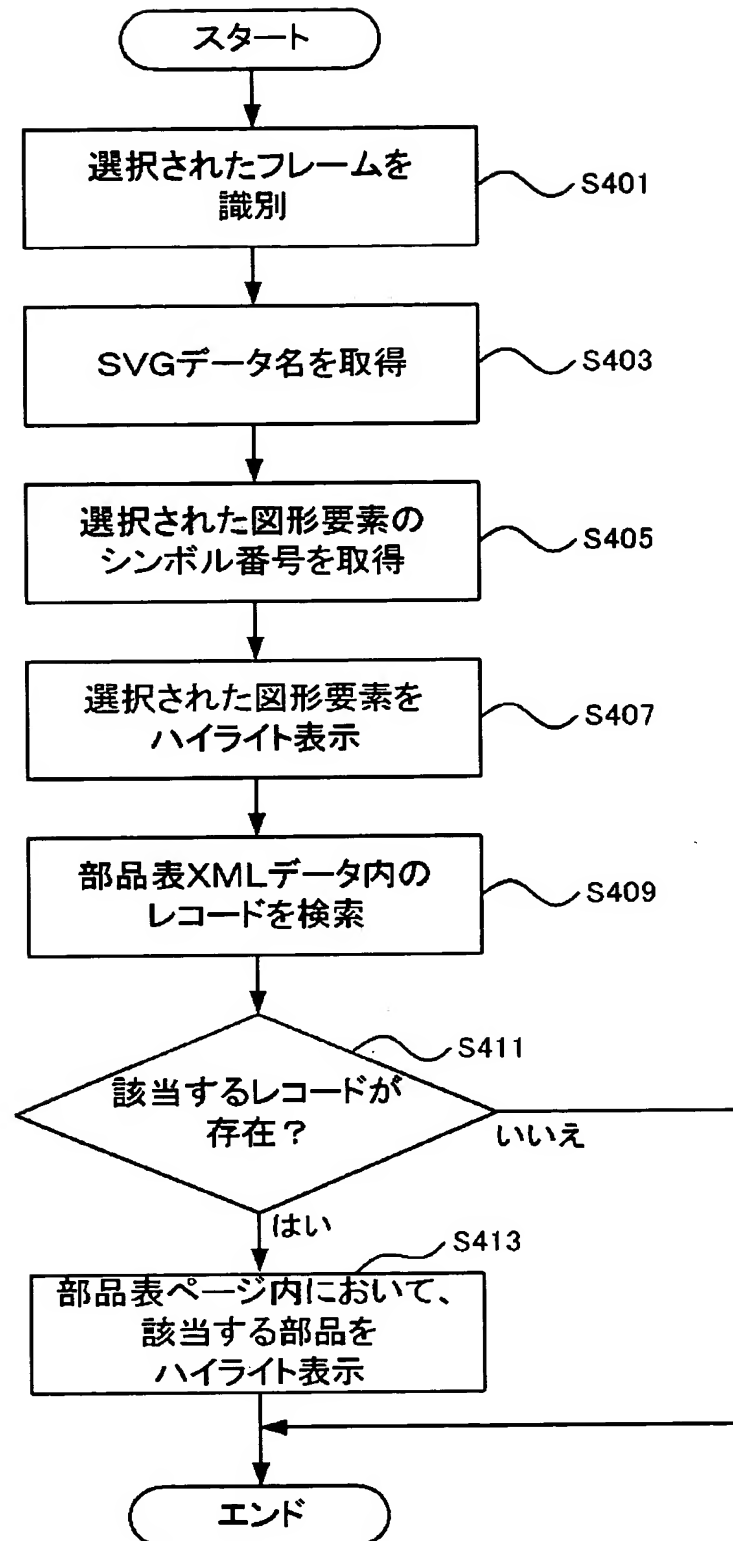 スタート
選択されたフレームを
識別
S401
SVGデータ名を取得
S403
選択された図形要素の
シンボル番号を取得
S405
選択された図形要素を
ハイライト表示
S407
部品表XMLデータ内の
レコードを検索
S409
S411
該当するレコードが
存在?
いいえ
はい
S413
部品表ページ内において、
該当する部品を
ハイライト表示
エンド